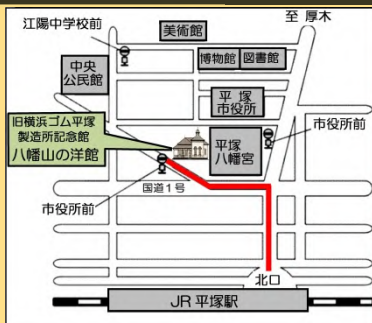 至 厚木
美術館
江陽中学校前
博物館
図書館
中央
公民館
平塚
市役所
旧横浜ゴム平塚
製造所記念館
八幡山の洋館
市役所前
平塚
八幡宮
国道1号
市役所前
北口
JR 平塚駅